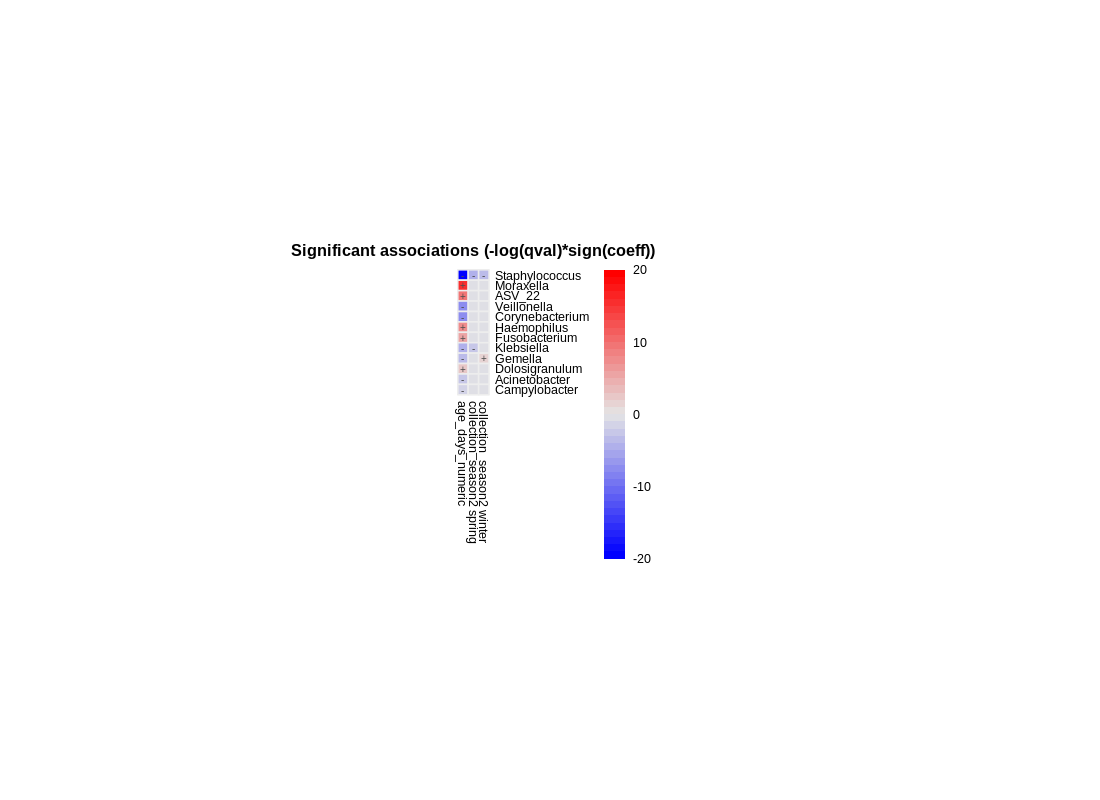 Significant associations (-log(qval)*sign(coeff))
- - - Staphylococcus
Moraxella
+ ASV_22
- Veillonella
- Corynebacterium
+ Haemophilus
+ Fusobacterium
- - Klebsiella
- + Gemella
+ Dolosigranulum
- Acinetobacter
- Campylobacter
age_days_numeric
collection_season2 spring
collection_season2 winter
20
10
0
-10
-20